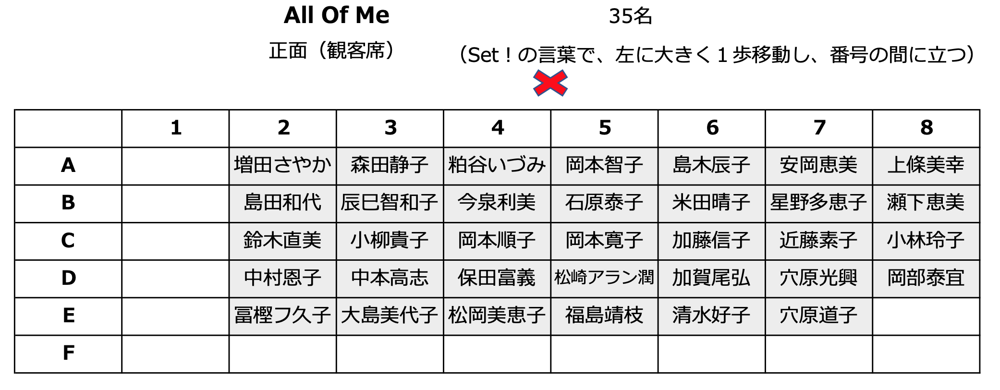 All Of Me 35名
正面（観客席） （Set！の言葉で、左に大きく１歩移動し、番号の間に立つ）
1 2 3 4 5 6 7 8
A 増田さやか 森田静子 粕谷いづみ 岡本智子 島木辰子 安岡恵美 上條美幸
B 島田和代 辰巳智和子 今泉利美 石原泰子 米田晴子 星野多恵子 瀬下恵美
C 鈴木直美 小柳貴子 岡本順子 岡本寛子 加藤信子 近藤素子 小林玲子
D 中村恩子 中本高志 保田富義 松崎アラン潤 加賀尾弘 穴原光興 岡部泰宜
E 冨樫フ久子 大島美代子 松岡美恵子 福島靖枝 清水好子 穴原道子
F